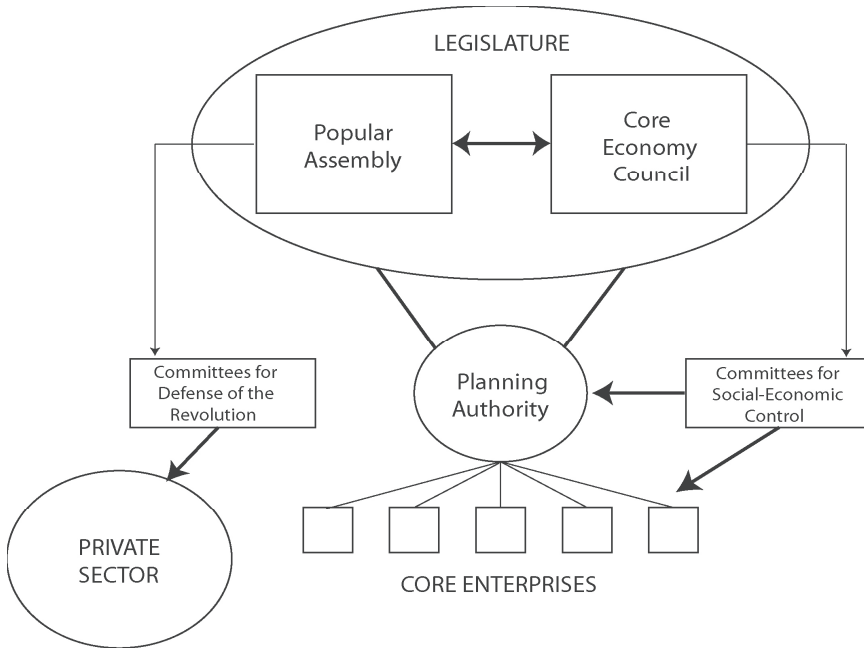 LEGISLATURE
Popular
Assembly
Core
Economy
Council
Committees for
Defense of the
Revolution
Planning
Authority
Committees for
Social-Economic
Control
PRIVATE
SECTOR
CORE ENTERPRISES